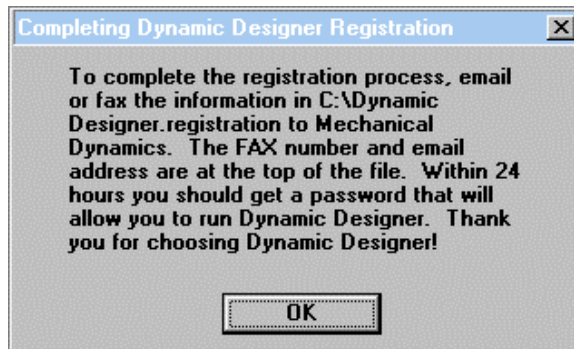 Completing Dynamic Designer Registration
To complete the registration process, email
or fax the information in C:\Dynamic
Designer.registration to Mechanical
Dynamics. The FAX number and email
address are at the top of the file. Within 24
hours you should get a password that will
allow you to run Dynamic Designer. Thank
you for choosing Dynamic Designer!
OK